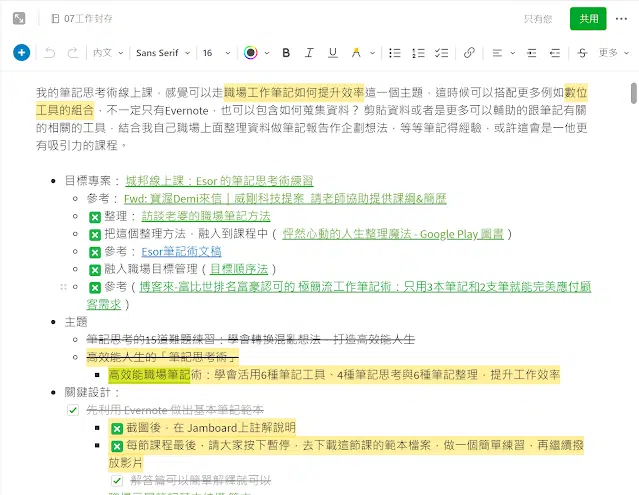 07工作封存
只有您
共用
內文
Sans Serif
16
B
I
U
A
更多
我的筆記思考術線上課，感覺可以走職場工作筆記如何提升效率這一個主題，這時候可以搭配更多例如數位
工具的組合，不一定只有Evernote，也可以包含如何蒐集資料？ 剪貼資料或者是更多可以輔助的跟筆記有關
的相關的工具，結合我自己職場上面整理資料做筆記報告作企劃想法，等等筆記得經驗，或許這會是一他更
有吸引力的課程。
目標專案： 城邦線上課：Esor 的筆記思考術練習
參考： Fwd: 寶渥Demi來信｜威剛科技提案_請老師協助提供課綱&簡歷
整理： 訪談老婆的職場筆記方法
把這個整理方法，融入到課程中（ 怦然心動的人生整理魔法 - Google Play 圖書）
參考： Esor筆記術文稿
融入職場目標管理（目標順序法）
參考（博客來-富比世排名富豪認可的 極簡流工作筆記術：只用3本筆記和2支筆就能完美應付顧
客需求）
主題
筆記思考的15道難題練習：學會轉換混亂想法，打造高效能人生
高效能人生的「筆記思考術」
高效能職場筆記術：學會活用6種筆記工具、4種筆記思考與6種筆記整理，提升工作效率
關鍵設計：
先利用 Evernote 做出基本筆記範本
截圖後，在 Jamboard上註解說明
每節課程最後，請大家按下暫停，去下載這節課的範本檔案，做一個簡單練習，再繼續撥
放影片
解答篇可以簡單解釋就可以